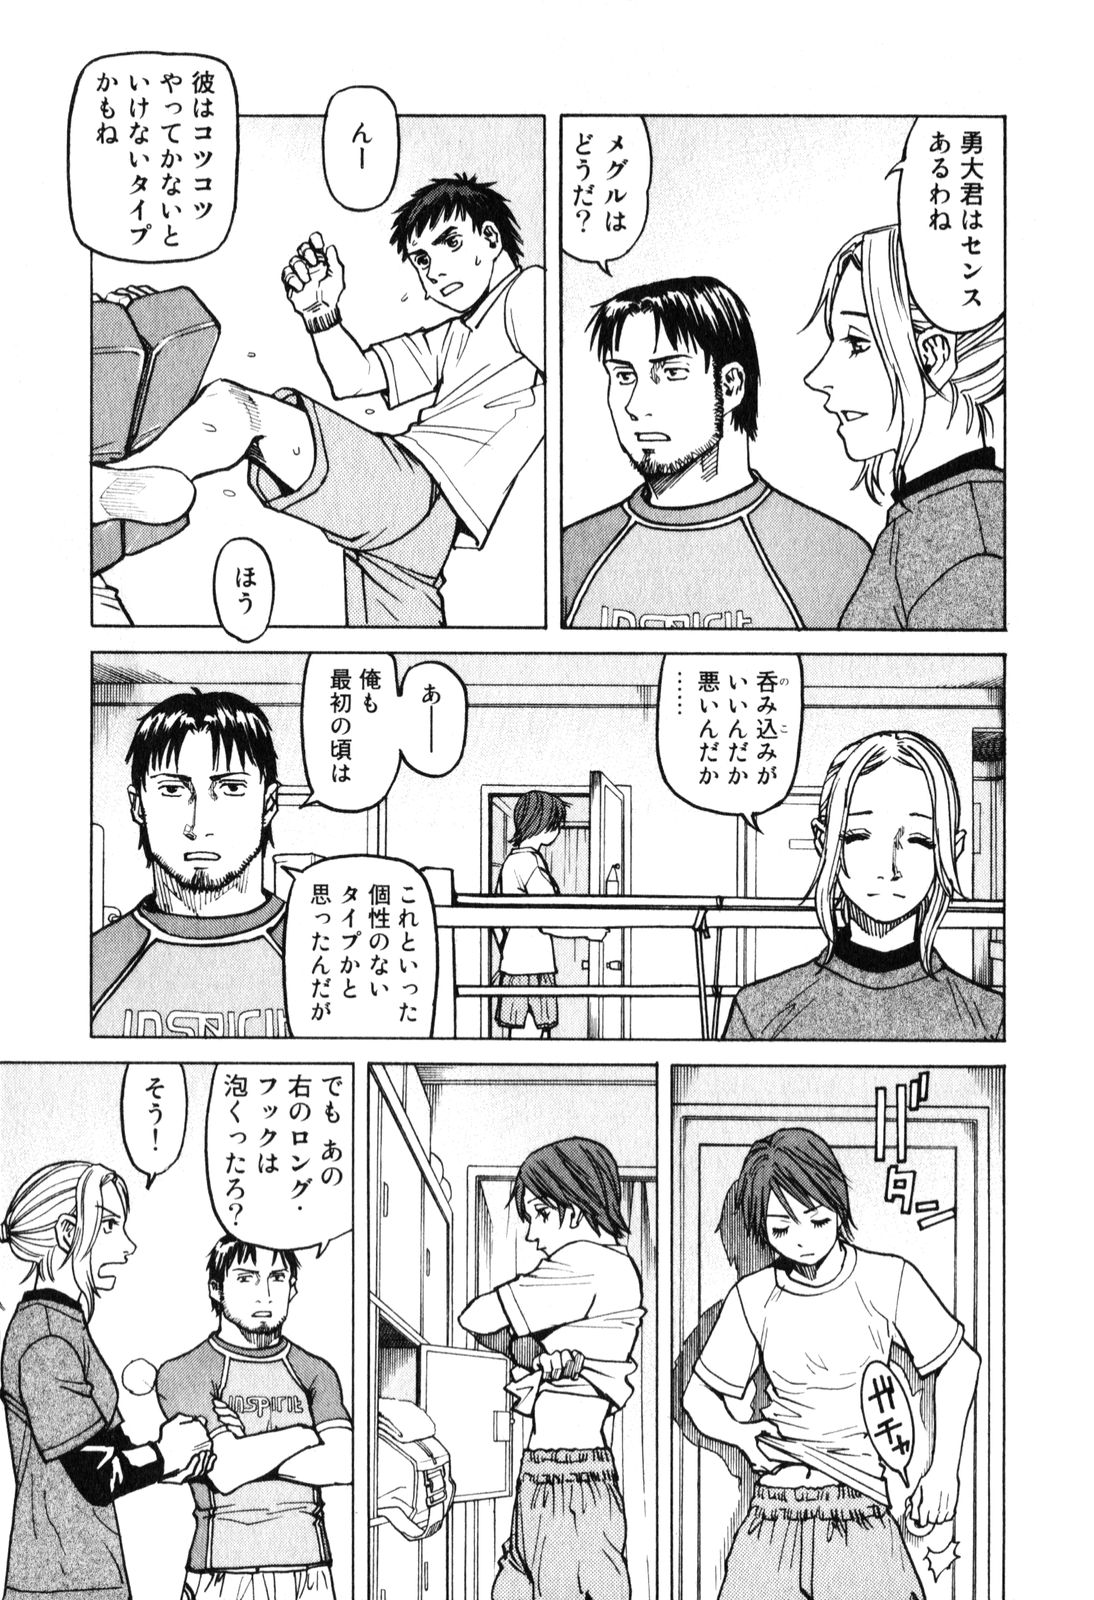 勇大君はセンス
あるわね
メグルは
どうだ？
んー
彼はコツコツ
やってかないと
いけないタイプ
かもね
ほう
inspirit
呑み込みが
のこ
いいんだか
悪いんだか
……
あー
俺も
最初の頃は
これといった
個性のない
タイプかと
思ったんだが
inspirit
バタン
ガチャ
でも あの
右のロング・
フックは
泡くったろ？
そう！
inspirit